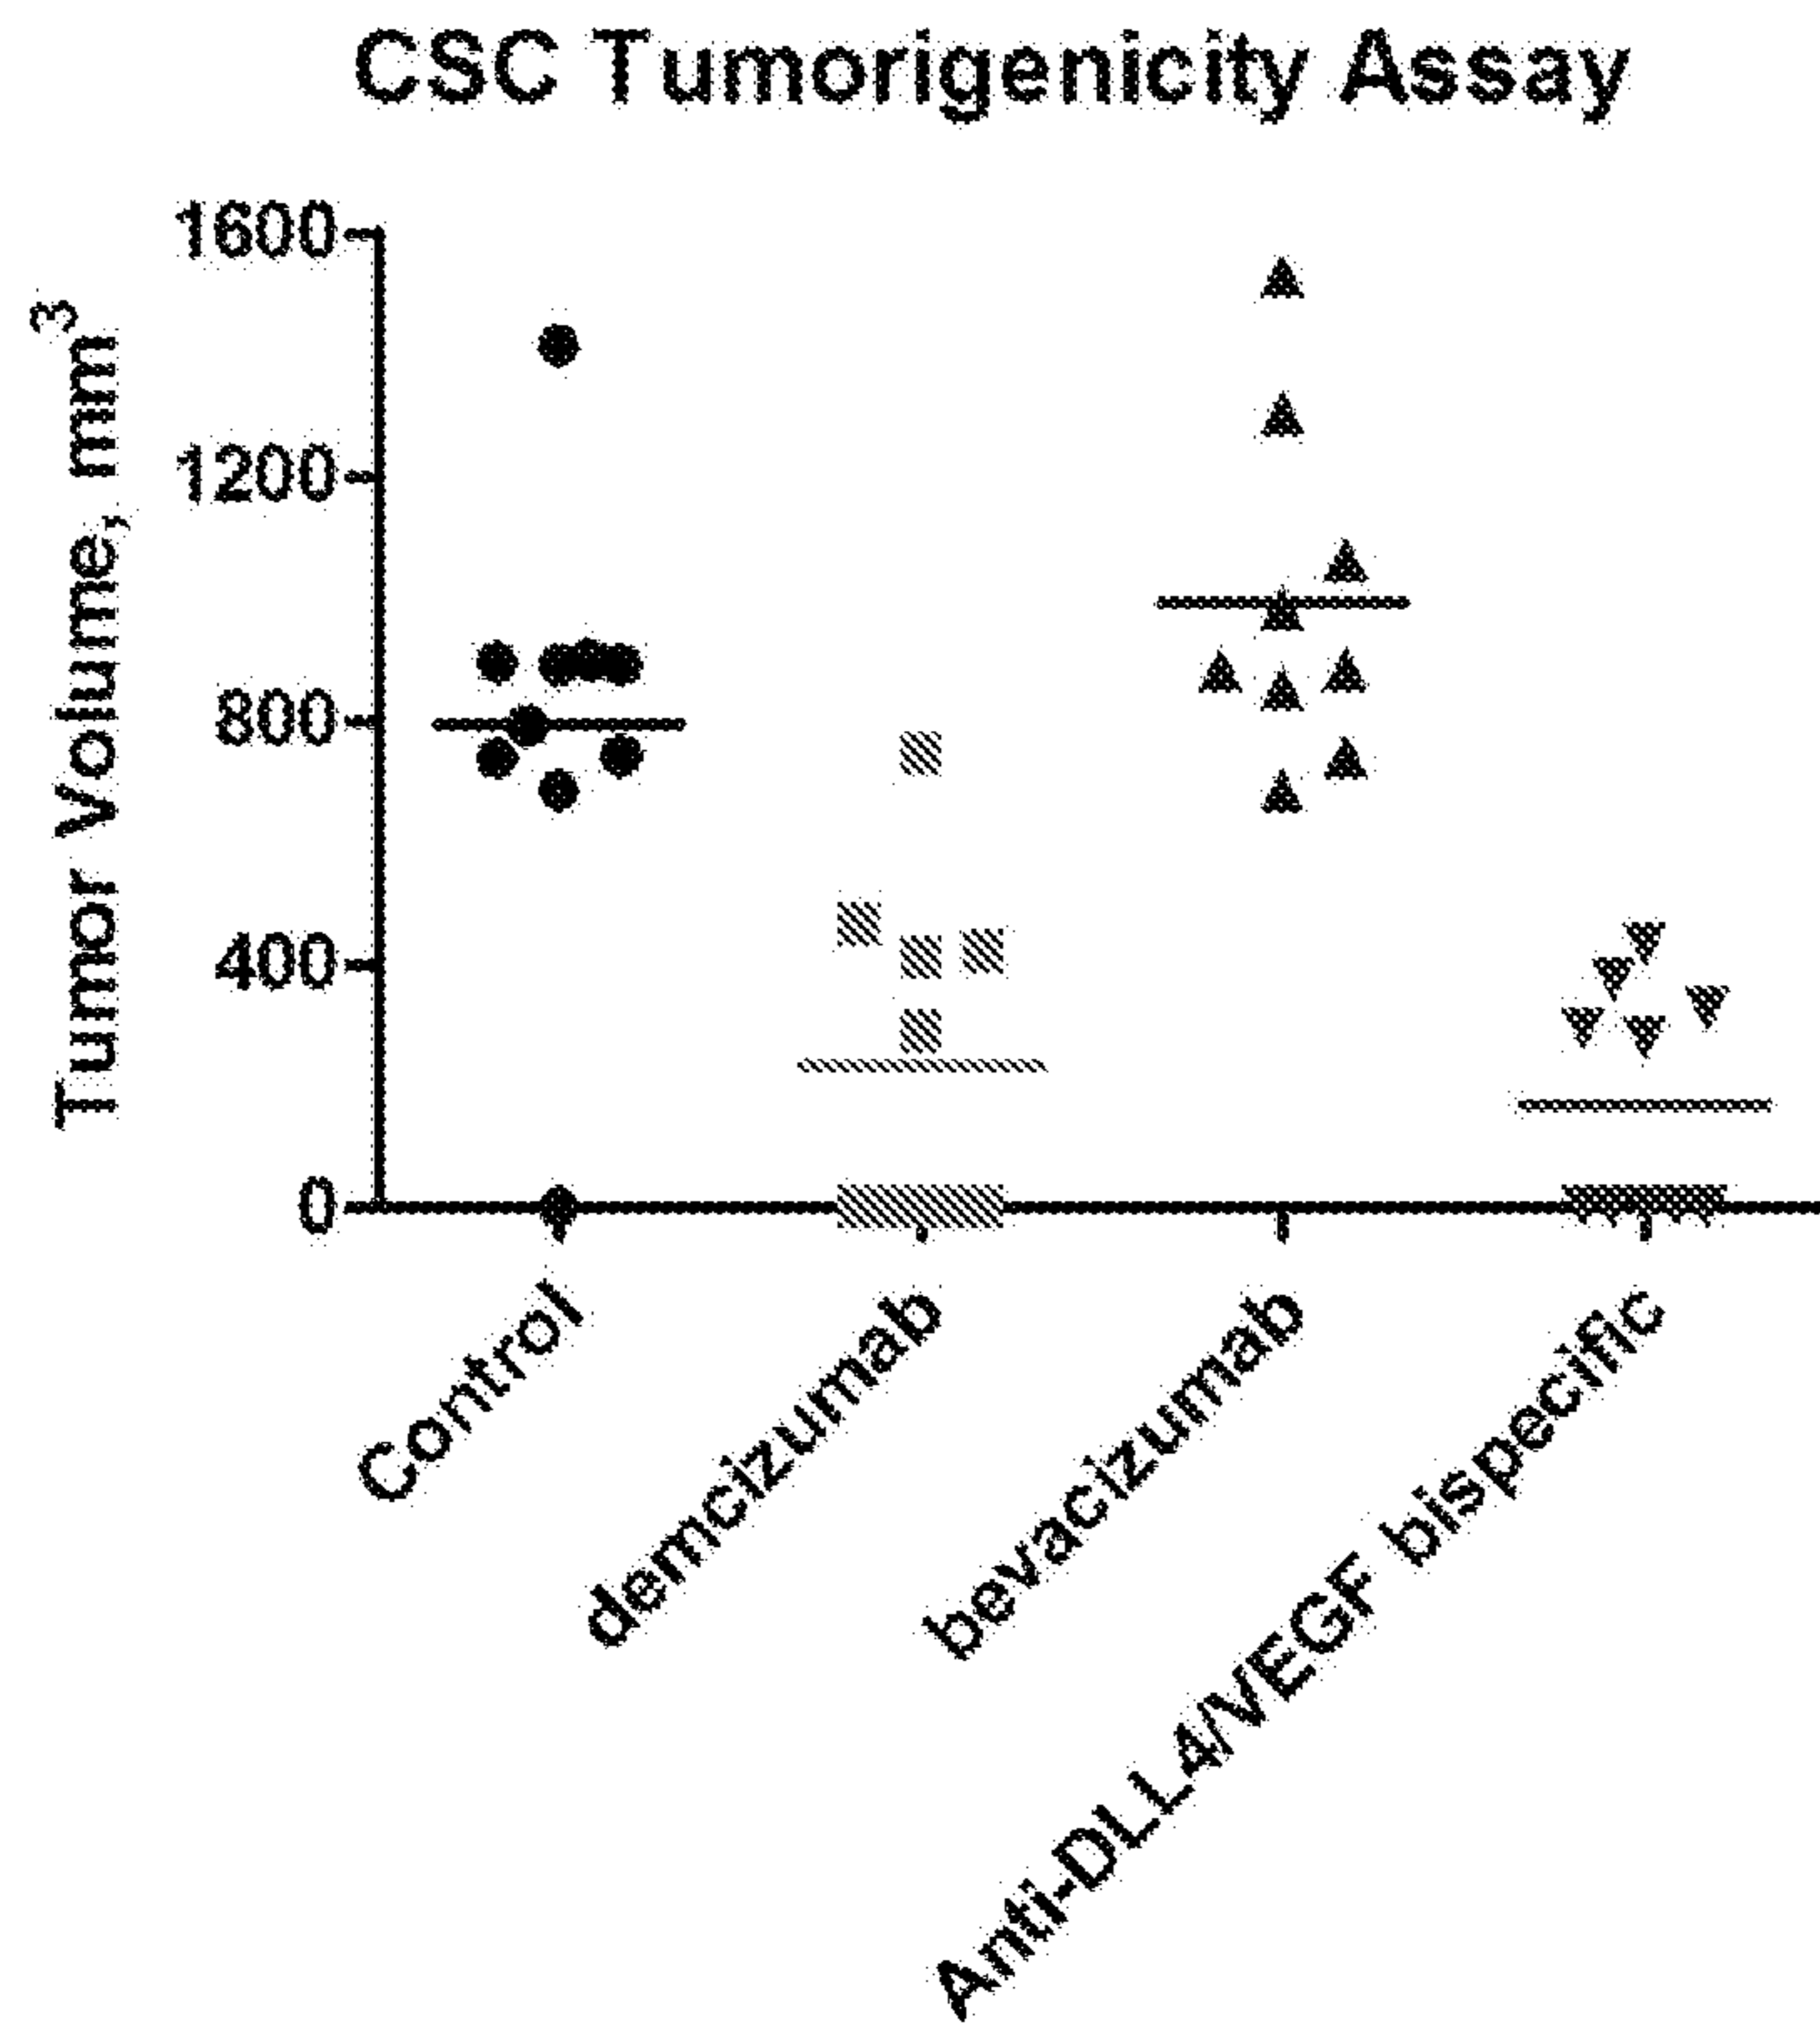 CSC Tumorigenicity Assay
Tumor Volume, mm³
1600
1200
800
400
0
Control
demcizumab
bevacizumab
Anti-DLL4/VEGF bispecific